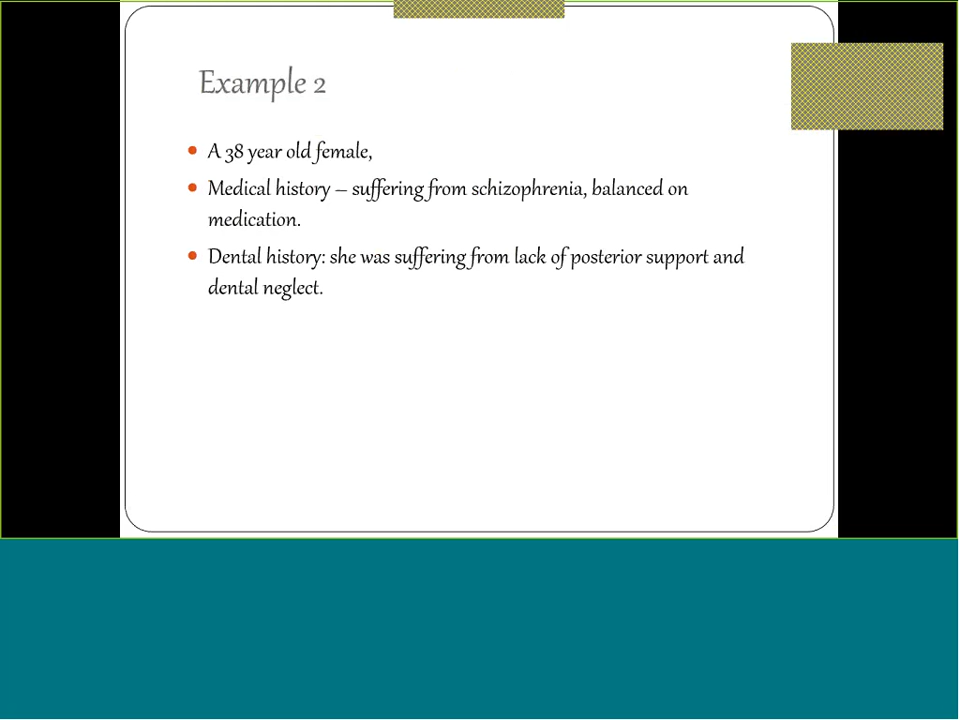 Example 2
A 38 year old female,
Medical history – suffering from schizophrenia, balanced on
medication.
Dental history: she was suffering from lack of posterior support and
dental neglect.